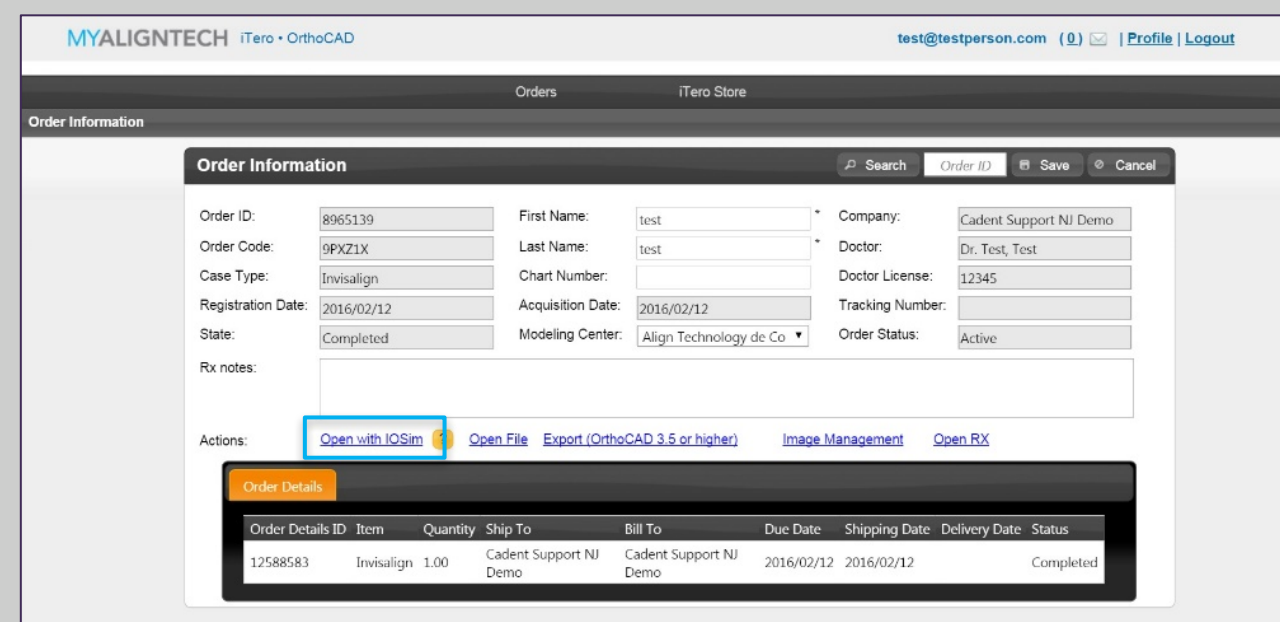 MYALIGNTECH iTero • OrthoCAD test@testperson.com (0) | Profile | Logout
Orders iTero Store
Order Information
Order Information Search Order ID Save Cancel
Order ID: 8965139 First Name: test * Company: Cadent Support NJ Demo
Order Code: 9PXZ1X Last Name: test * Doctor: Dr. Test, Test
Case Type: Invisalign Chart Number: Doctor License: 12345
Registration Date: 2016/02/12 Acquisition Date: 2016/02/12 Tracking Number:
State: Completed Modeling Center: Align Technology de Co Order Status: Active
Rx notes:
Actions: Open with IOSim ? Open File Export (OrthoCAD 3.5 or higher) Image Management Open RX
Order Details
Order Details ID Item Quantity Ship To Bill To Due Date Shipping Date Delivery Date Status
12588583 Invisalign 1.00 Cadent Support NJ Demo Cadent Support NJ Demo 2016/02/12 2016/02/12 Completed